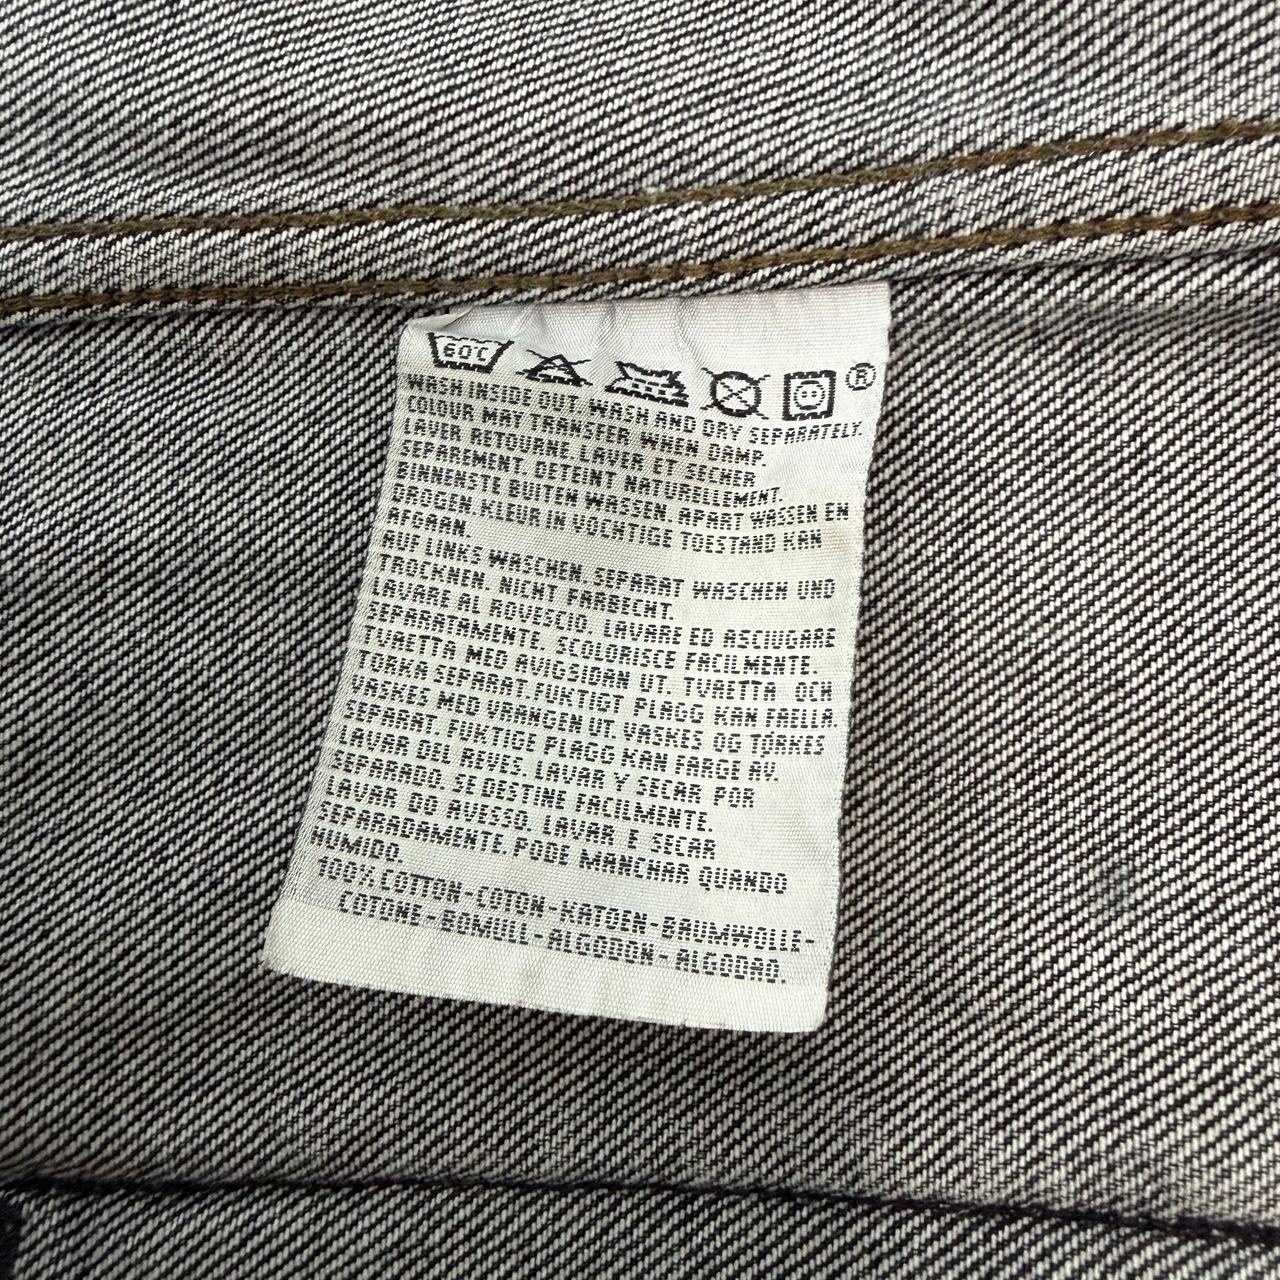 60C ®
WASH INSIDE OUT. WASH AND DRY SEPARATELY.
COLOUR MAY TRANSFER WHEN DAMP.
LAVER RETOURNE. LAVER ET SECHER
SEPAREMENT. DETEINT NATURELLEMENT.
BINNENSTE BUITEN WASSEN. APART WASSEN EN
DROGEN. KLEUR IN VOCHTIGE TOESTAND KAN
AFGAAN.
AUF LINKS WASCHEN. SEPARAT WASCHEN UND
TROCKNEN. NICHT FARBECHT.
LAVARE AL ROVESCIO. LAVARE ED ASCIUGARE
SEPARATAMENTE. SCOLORISCE FACILMENTE.
TVAETTA MED AVIGSIDAN UT. TVAETTA OCH
TORKA SEPARAT. FUKTIGT PLAGG KAN FAELLA.
VASKES MED VRANGEN UT. VASKES OG TØRKES
SEPARAT. FUKTIGE PLAGG KAN FARGE AV.
LAVAR DEL REVES. LAVAR Y SECAR POR
SEPARADO. SE DESTINE FACILMENTE.
LAVAR DO AVESSO. LAVAR E SECAR
SEPARADAMENTE. PODE MANCHAR QUANDO
HUMIDO.
100% COTTON-COTON-KATOEN-BAUMWOLLE-
COTONE-BOMULL-ALGODON-ALGODAO.